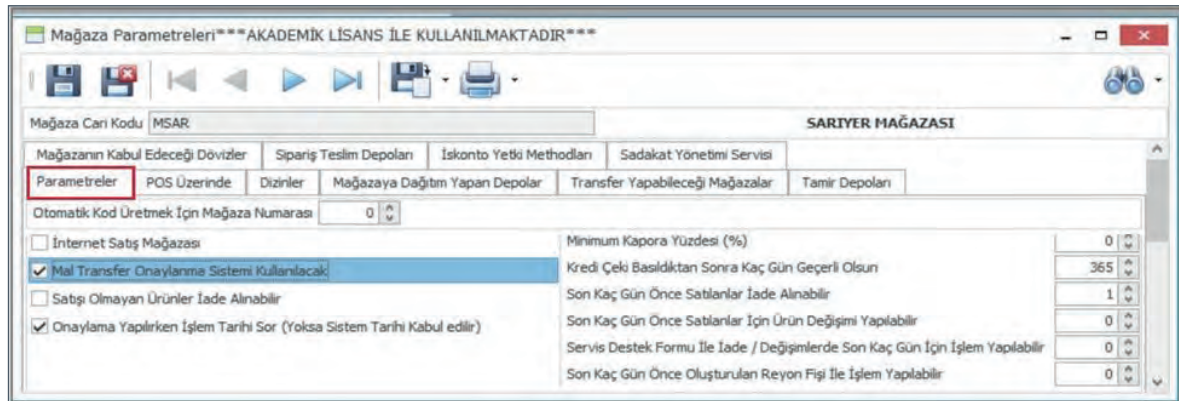 Mağaza Parametreleri***AKADEMİK LİSANS İLE KULLANILMAKTADIR***
Mağaza Cari Kodu MSAR SARIYER MAĞAZASI
Mağazanın Kabul Edeceği Dövizler Sipariş Teslim Depoları İskonto Yetki Methodları Sadakat Yönetimi Servisi
Parametreler POS Üzerinde Dizinler Mağazaya Dağıtım Yapan Depolar Transfer Yapabileceği Mağazalar Tamir Depoları
Otomatik Kod Üretmek İçin Mağaza Numarası 0
İnternet Satış Mağazası
Mal Transfer Onaylanma Sistemi Kullanılacak
Satışı Olmayan Ürünler İade Alınabilir
Onaylama Yapılırken İşlem Tarihi Sor (Yoksa Sistem Tarihi Kabul edilir)
Minimum Kapora Yüzdesi (%) 0
Kredi Çeki Basıldıktan Sonra Kaç Gün Geçerli Olsun 365
Son Kaç Gün Önce Satılanlar İade Alınabilir 1
Son Kaç Gün Önce Satılanlar İçin Ürün Değişimi Yapılabilir 0
Servis Destek Formu İle İade / Değişimlerde Son Kaç Gün İçin İşlem Yapılabilir 0
Son Kaç Gün Önce Oluşturulan Reyon Fişi İle İşlem Yapılabilir 0